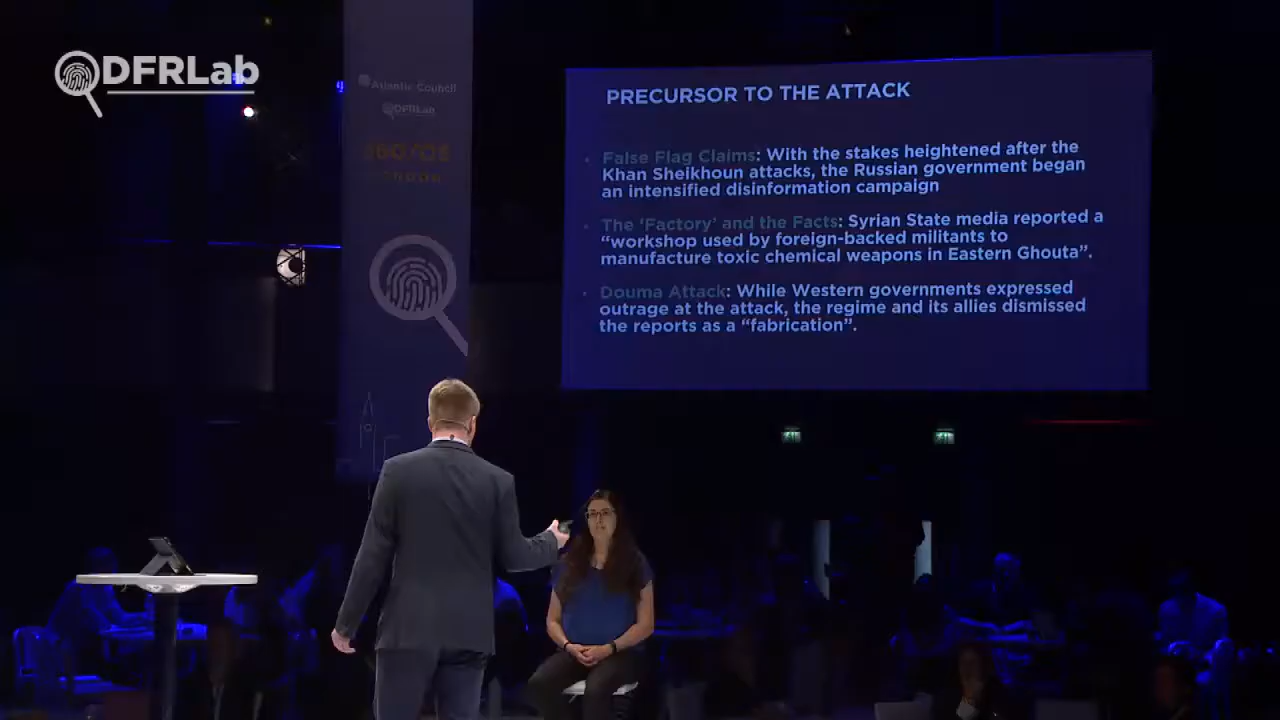 DFRLab
Atlantic Council
DFRLab
360/OS
LONDON
PRECURSOR TO THE ATTACK
False Flag Claims: With the stakes heightened after the
Khan Sheikhoun attacks, the Russian government began
an intensified disinformation campaign
The ‘Factory’ and the Facts: Syrian State media reported a
“workshop used by foreign-backed militants to
manufacture toxic chemical weapons in Eastern Ghouta”.
Douma Attack: While Western governments expressed
outrage at the attack, the regime and its allies dismissed
the reports as a “fabrication”.